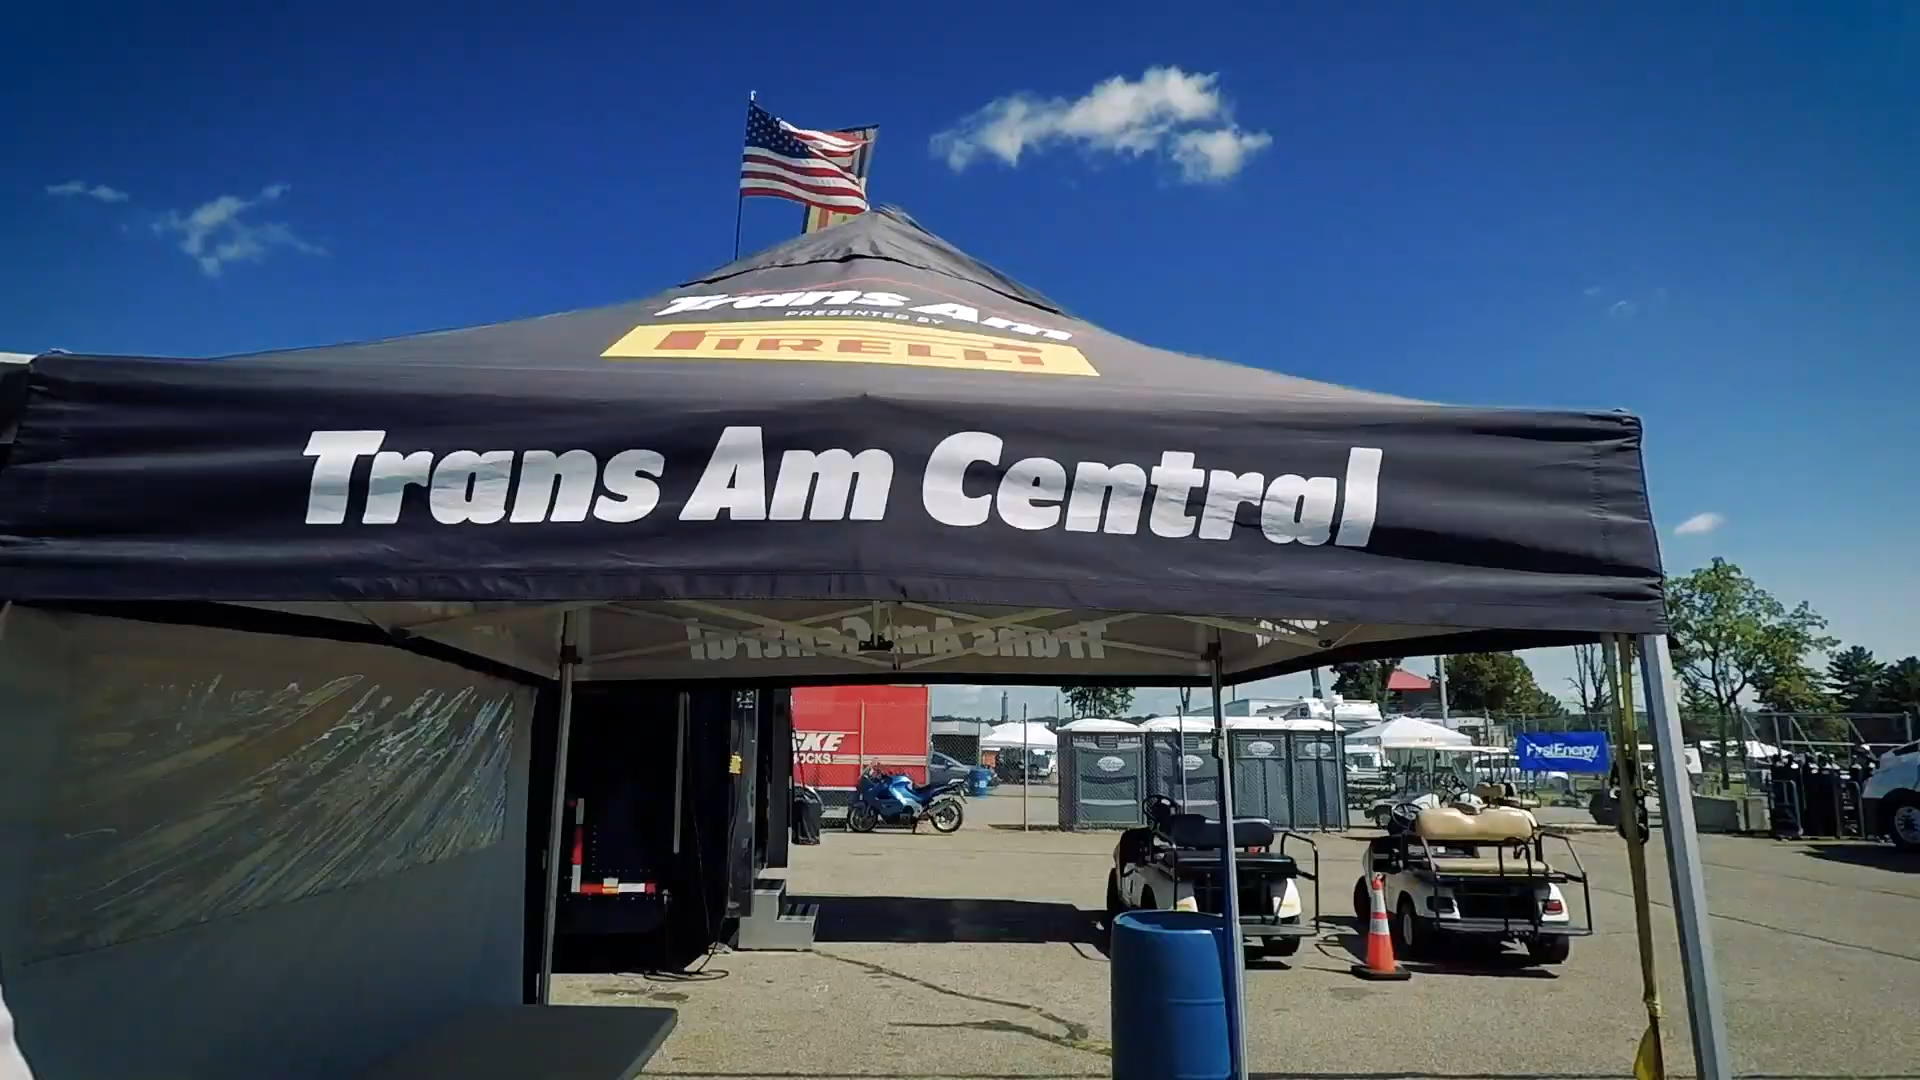 Trans Am
PRESENTED BY
PIRELLI
Trans Am Central
Trans Am Central
FirstEnergy